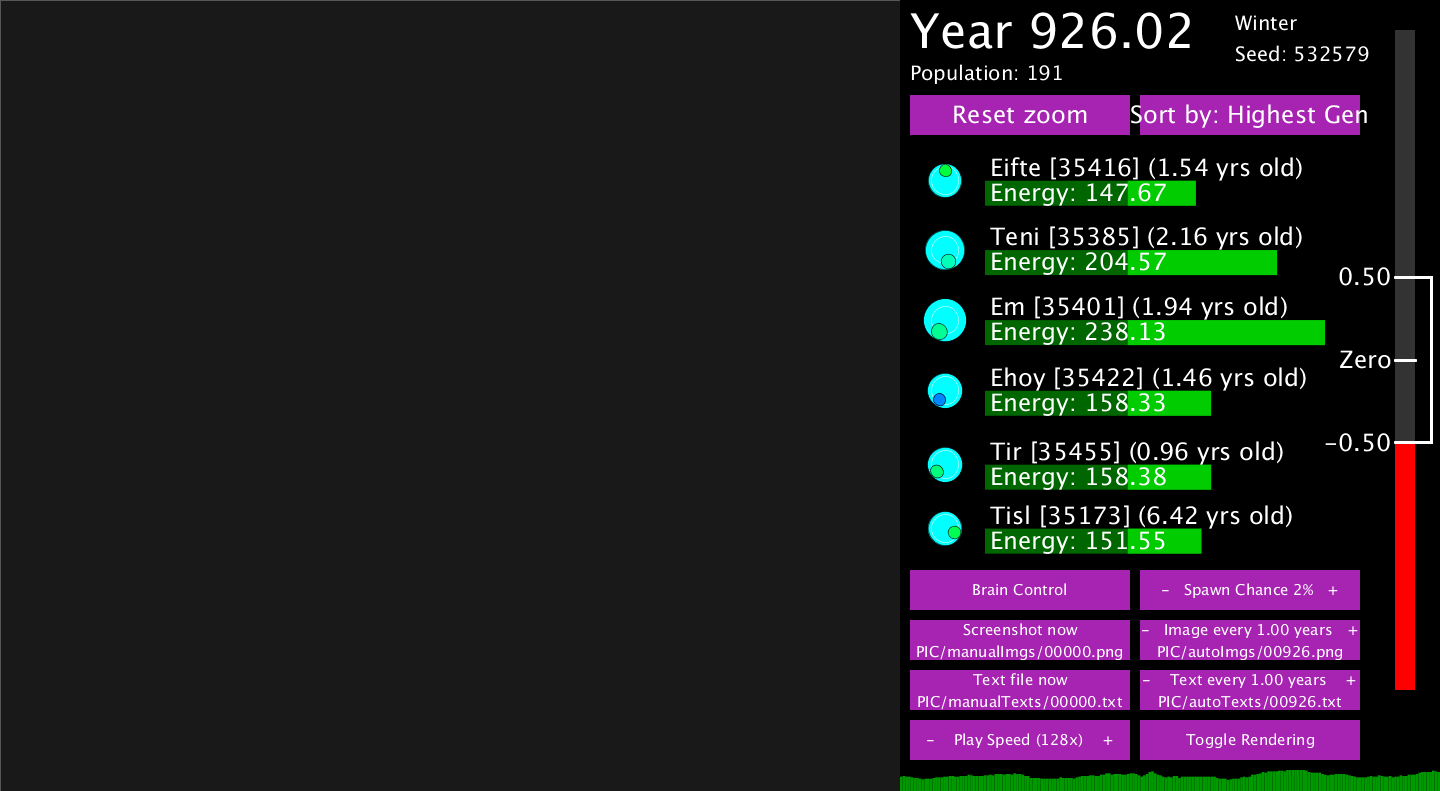 Year 926.02
Winter
Seed: 532579
Population: 191
Reset zoom
Sort by: Highest Gen
Eifte [35416] (1.54 yrs old)
Energy: 147.67
Teni [35385] (2.16 yrs old)
Energy: 204.57
Em [35401] (1.94 yrs old)
Energy: 238.13
Ehoy [35422] (1.46 yrs old)
Energy: 158.33
Tir [35455] (0.96 yrs old)
Energy: 158.38
Tisl [35173] (6.42 yrs old)
Energy: 151.55
0.50
Zero
−0.50
Brain Control
- Spawn Chance 2% +
Screenshot now
PIC/manualImgs/00000.png
- Image every 1.00 years +
PIC/autoImgs/00926.png
Text file now
PIC/manualTexts/00000.txt
- Text every 1.00 years +
PIC/autoTexts/00926.txt
- Play Speed (128x) +
Toggle Rendering